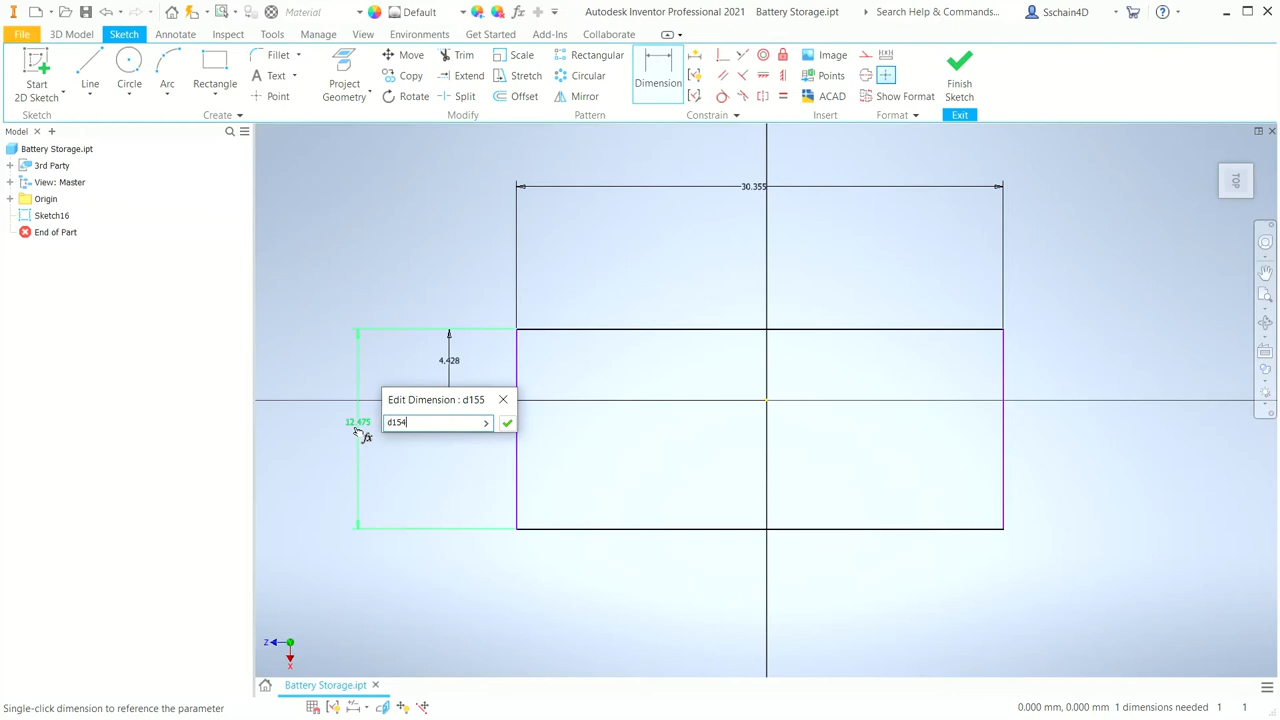 Material
Default
Autodesk Inventor Professional 2021
Battery Storage.ipt
Search Help & Commands...
Sschain4D
File
3D Model
Sketch
Annotate
Inspect
Tools
Manage
View
Environments
Get Started
Add-Ins
Collaborate
Start
2D Sketch
Line
Circle
Arc
Rectangle
Fillet
Text
Point
Project
Geometry
Move
Copy
Rotate
Trim
Extend
Split
Scale
Stretch
Offset
Rectangular
Circular
Mirror
Dimension
Image
Points
ACAD
Show Format
Finish
Sketch
Sketch
Create
Modify
Pattern
Constrain
Insert
Format
Exit
Model
Battery Storage.ipt
3rd Party
View: Master
Origin
Sketch16
End of Part
30.355
TOP
4.428
Edit Dimension : d155
d154
12.475
fx
Z
X
Battery Storage.ipt
Single-click dimension to reference the parameter
0.000 mm, 0.000 mm
1 dimensions needed
1
1